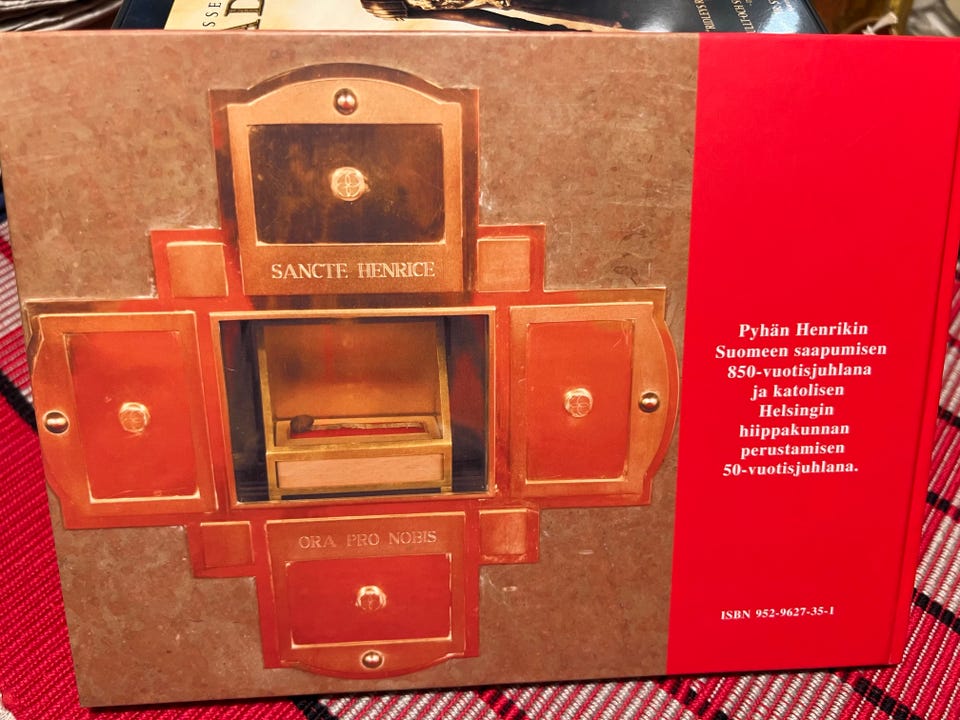 SANCTE HENRICE
ORA PRO NOBIS
Pyhän Henrikin
Suomeen saapumisen
850-vuotisjuhlana
ja katolisen
Helsingin
hiippakunnan
perustamisen
50-vuotisjuhlana.
ISBN 952-9627-35-1